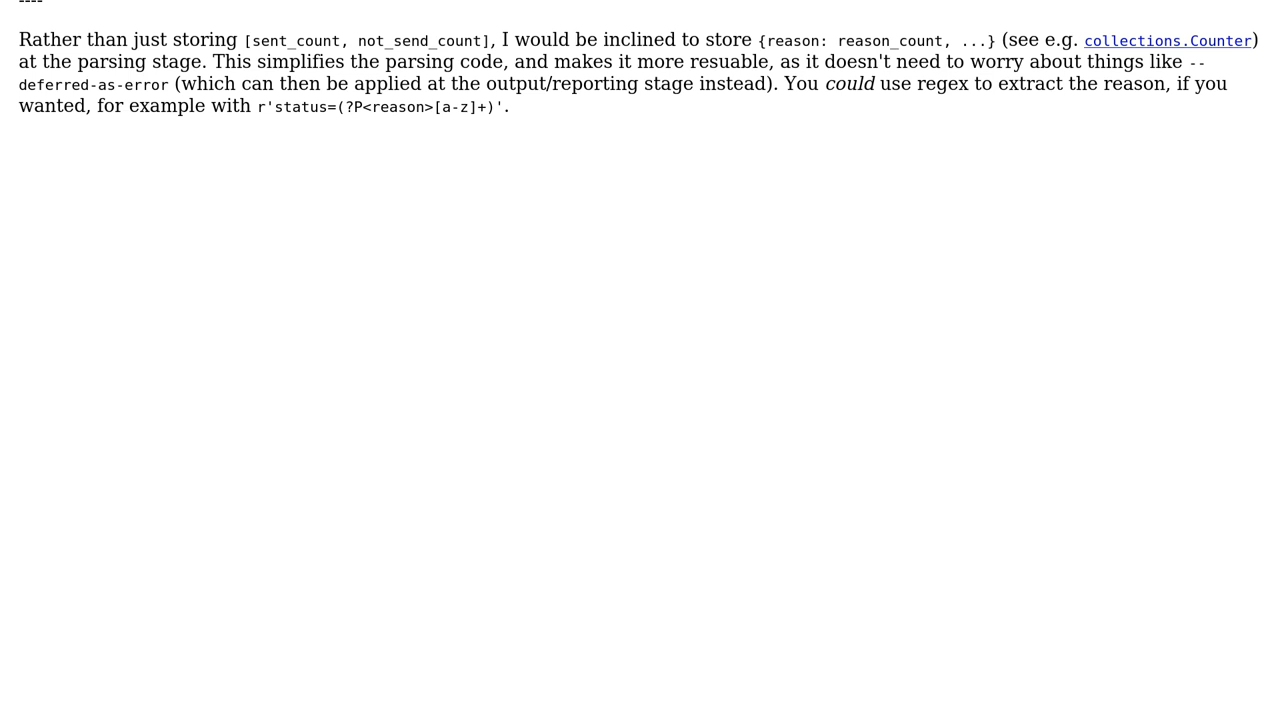 ----
Rather than just storing [sent_count, not_send_count], I would be inclined to store {reason: reason_count, ...} (see e.g. collections.Counter)
at the parsing stage. This simplifies the parsing code, and makes it more resuable, as it doesn't need to worry about things like --
deferred-as-error (which can then be applied at the output/reporting stage instead). You could use regex to extract the reason, if you
wanted, for example with r'status=(?P<reason>[a-z]+)'.